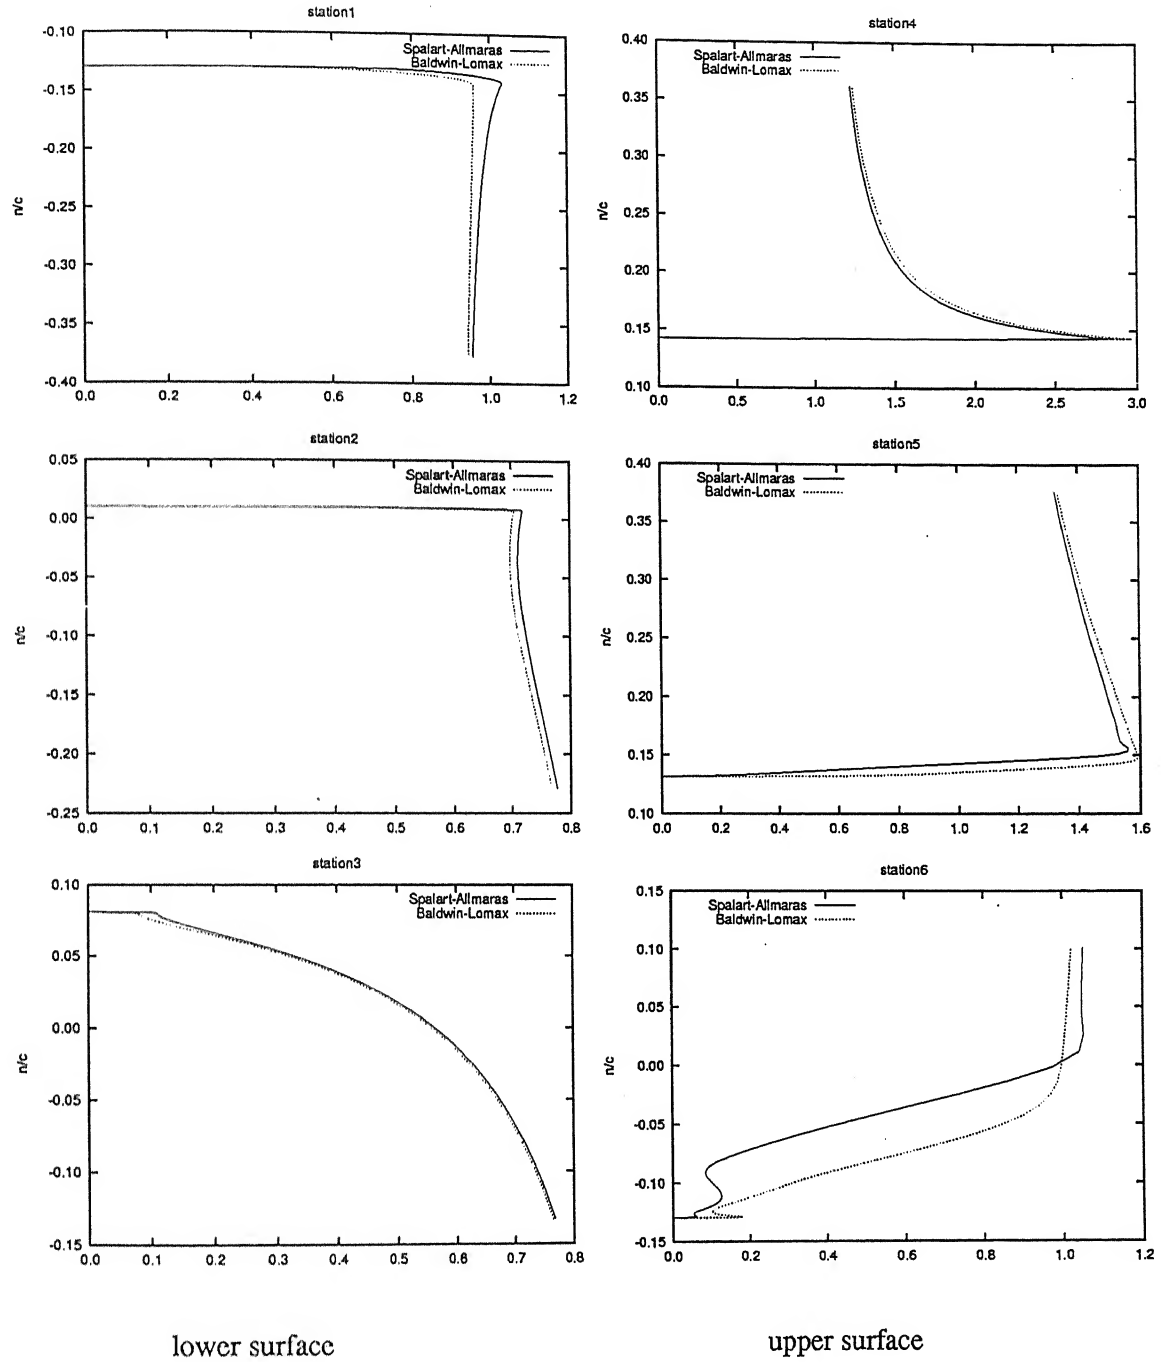 station1
-0.10
Spalart-Allmaras
Baldwin-Lomax
-0.15
-0.20
n/c
-0.25
-0.30
-0.35
-0.40
0.0 0.2 0.4 0.6 0.8 1.0 1.2
station4
0.40
Spalart-Allmaras
Baldwin-Lomax
0.35
0.30
n/c
0.25
0.20
0.15
0.10
0.0 0.5 1.0 1.5 2.0 2.5 3.0
station2
0.05
Spalart-Allmaras
Baldwin-Lomax
0.00
-0.05
n/c
-0.10
-0.15
-0.20
-0.25
0.0 0.1 0.2 0.3 0.4 0.5 0.6 0.7 0.8
station5
0.40
Spalart-Allmaras
Baldwin-Lomax
0.35
0.30
n/c
0.25
0.20
0.15
0.10
0.0 0.2 0.4 0.6 0.8 1.0 1.2 1.4 1.6
station3
0.10
Spalart-Allmaras
Baldwin-Lomax
0.05
0.00
n/c
-0.05
-0.10
-0.15
0.0 0.1 0.2 0.3 0.4 0.5 0.6 0.7 0.8
station6
0.15
Spalart-Allmaras
Baldwin-Lomax
0.10
0.05
n/c
0.00
-0.05
-0.10
-0.15
0.0 0.2 0.4 0.6 0.8 1.0 1.2
lower surface
upper surface